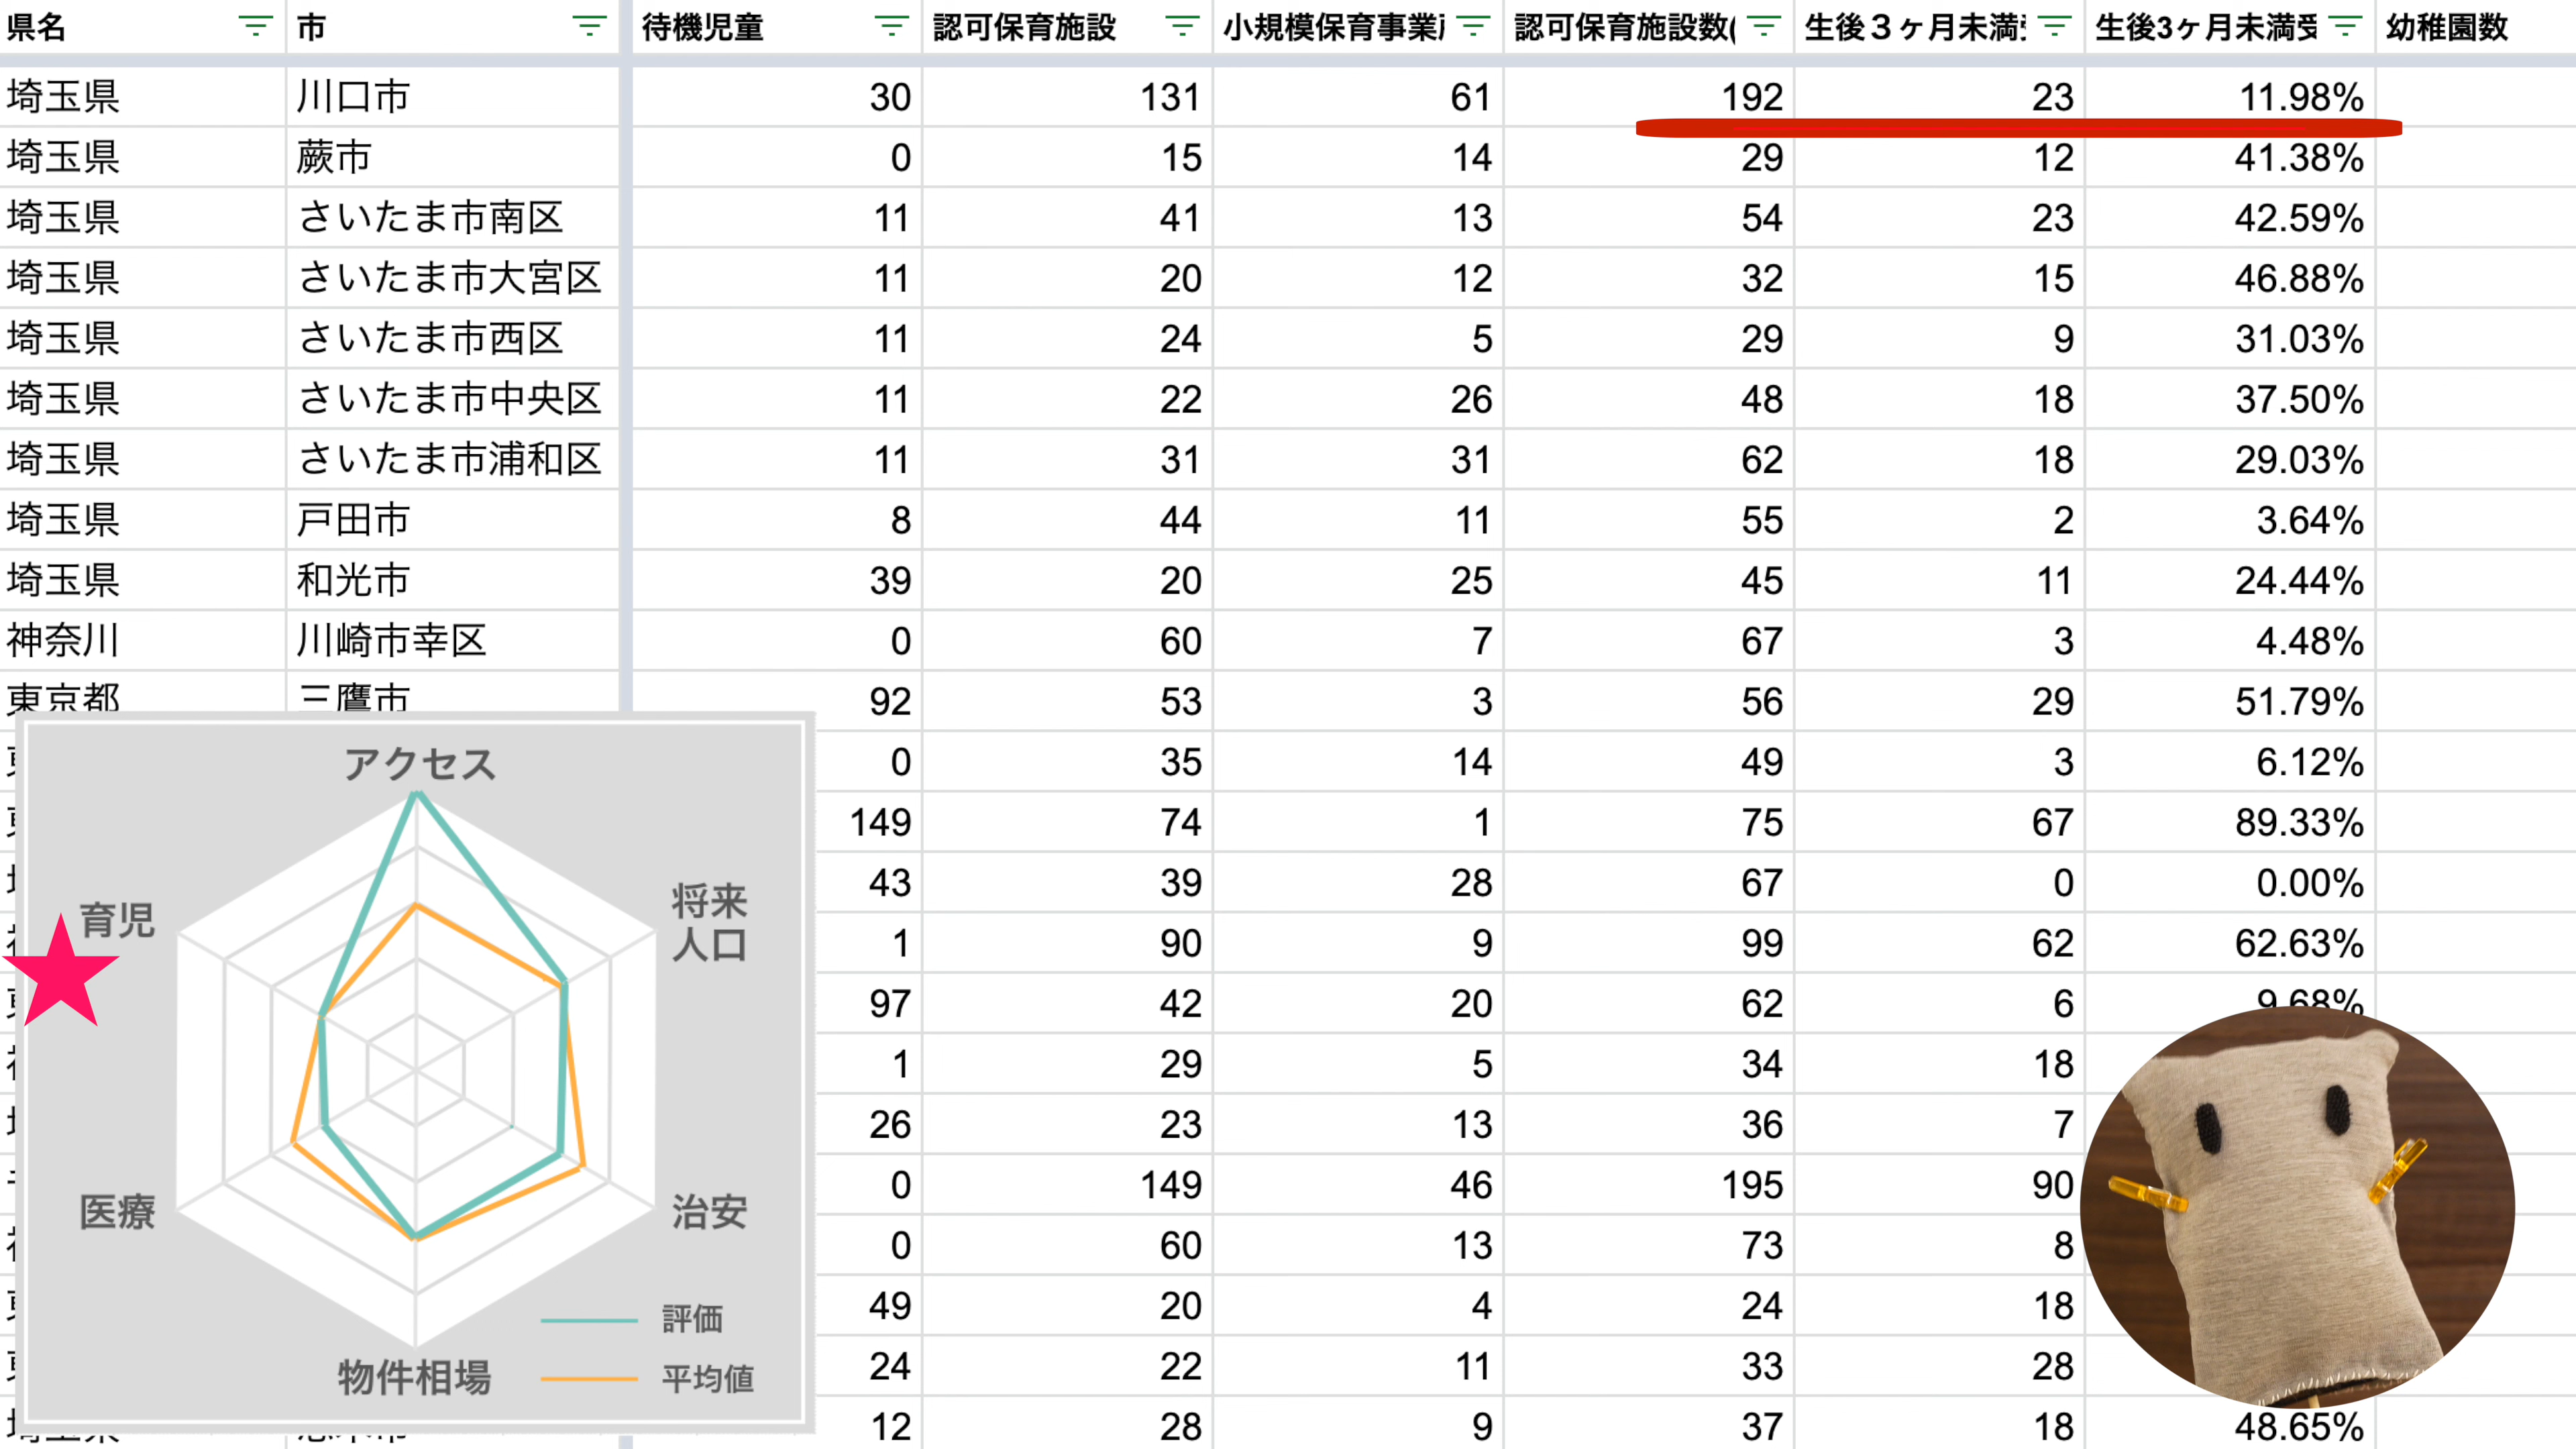 県名 市 待機児童 認可保育施設 小規模保育事業 認可保育施設数( 生後３ヶ月未満 生後3ヶ月未満受 幼稚園数
埼玉県 川口市 30 131 61 192 23 11.98%
埼玉県 蕨市 0 15 14 29 12 41.38%
埼玉県 さいたま市南区 11 41 13 54 23 42.59%
埼玉県 さいたま市大宮区 11 20 12 32 15 46.88%
埼玉県 さいたま市西区 11 24 5 29 9 31.03%
埼玉県 さいたま市中央区 11 22 26 48 18 37.50%
埼玉県 さいたま市浦和区 11 31 31 62 18 29.03%
埼玉県 戸田市 8 44 11 55 2 3.64%
埼玉県 和光市 39 20 25 45 11 24.44%
神奈川 川崎市幸区 0 60 7 67 3 4.48%
東京都 三鷹市 92 53 3 56 29 51.79%
0 35 14 49 3 6.12%
149 74 1 75 67 89.33%
43 39 28 67 0 0.00%
1 90 9 99 62 62.63%
97 42 20 62 6 9.68%
1 29 5 34 18
26 23 13 36 7
0 149 46 195 90
0 60 13 73 8
49 20 4 24 18
24 22 11 33 28
12 28 9 37 18 48.65%
アクセス
将来
人口
育児
医療
治安
物件相場
評価
平均値